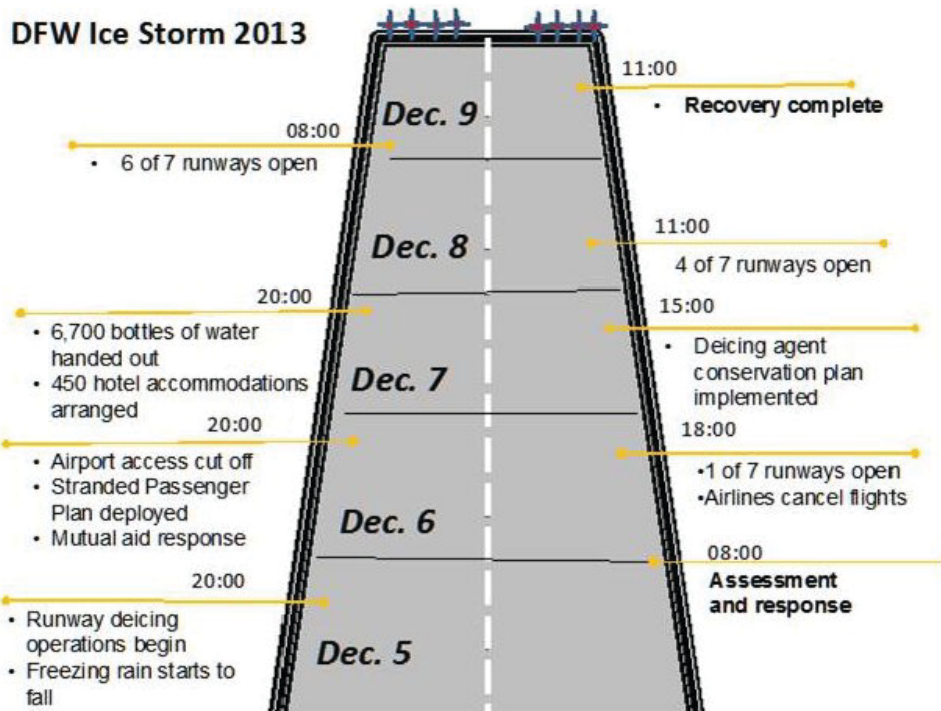 DFW Ice Storm 2013
11:00
• Recovery complete
Dec. 9
08:00
• 6 of 7 runways open
11:00
4 of 7 runways open
Dec. 8
20:00
• 6,700 bottles of water
handed out
• 450 hotel accommodations
arranged
15:00
• Deicing agent
conservation plan
implemented
Dec. 7
20:00
• Airport access cut off
• Stranded Passenger
Plan deployed
• Mutual aid response
18:00
•1 of 7 runways open
•Airlines cancel flights
Dec. 6
08:00
Assessment
and response
20:00
• Runway deicing
operations begin
• Freezing rain starts to
fall
Dec. 5